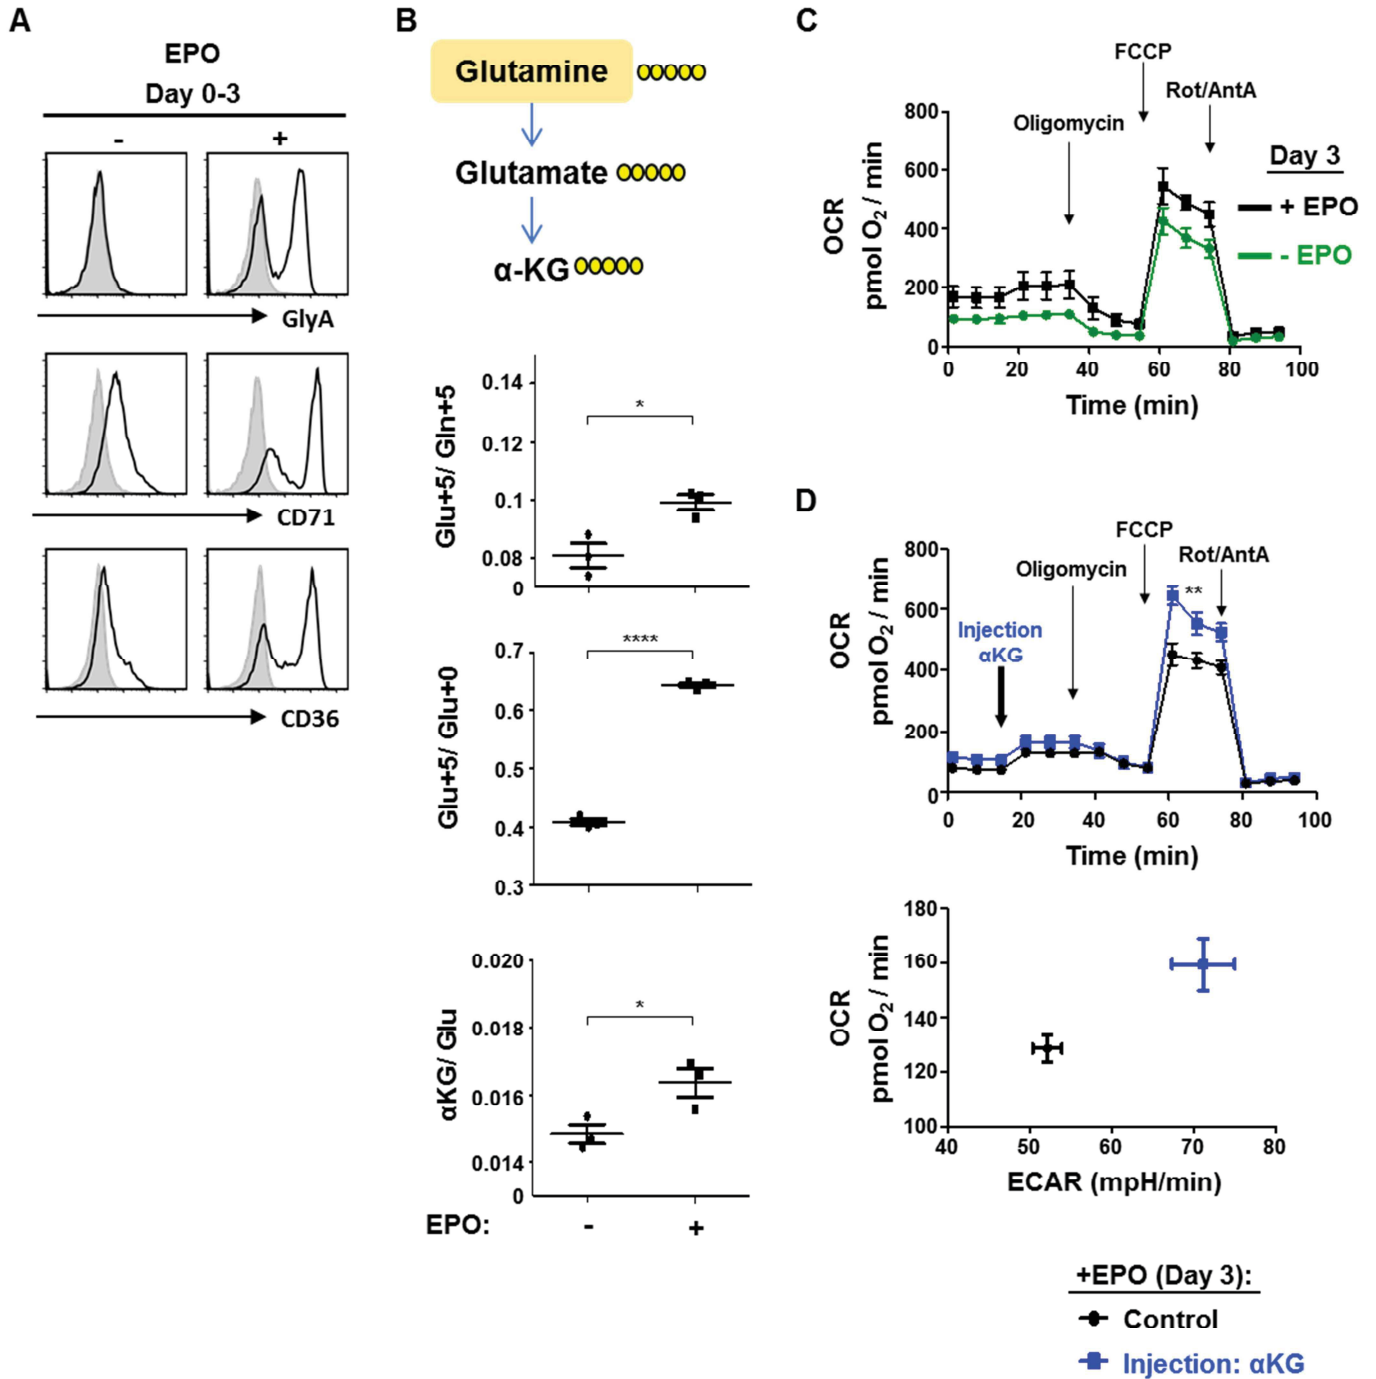 A
EPO
Day 0-3
- +
GlyA
CD71
CD36
B
Glutamine
Glutamate
α-KG
Glu+5/ Gln+5
0.14
0.12
0.1
0.08
0
*
Glu+5/ Glu+0
0.7
0.6
0.5
0.4
0.3
****
αKG/ Glu
0.020
0.018
0.016
0.014
0
*
EPO: - +
C
FCCP
Rot/AntA
Oligomycin
OCR
pmol O₂ / min
800
600
400
200
0
0 20 40 60 80 100
Time (min)
Day 3
+ EPO
- EPO
D
FCCP
Rot/AntA
Oligomycin
Injection
αKG
**
OCR
pmol O₂ / min
800
600
400
200
0
0 20 40 60 80 100
Time (min)
OCR
pmol O₂ / min
180
160
140
120
100
40 50 60 70 80
ECAR (mpH/min)
+EPO (Day 3):
Control
Injection: αKG